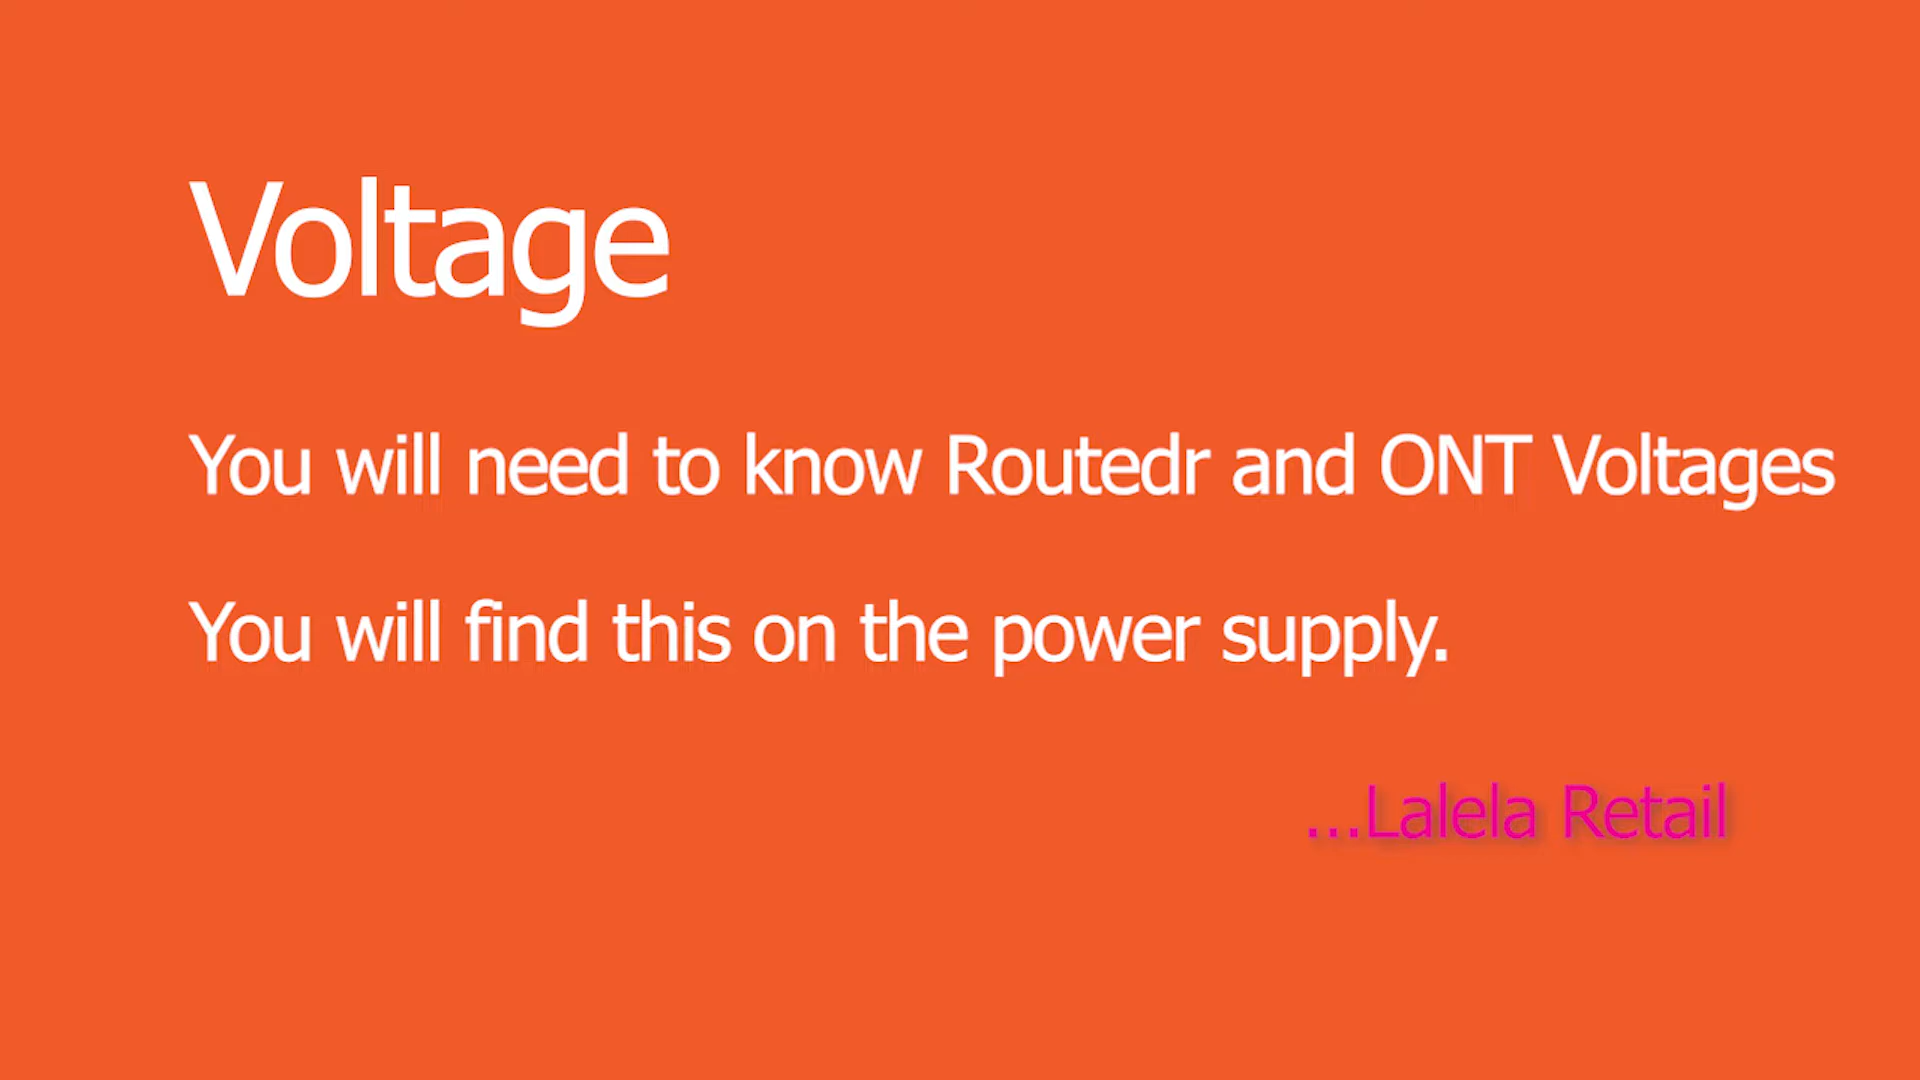 Voltage
You will need to know Routedr and ONT Voltages
You will find this on the power supply.
...Lalela Retail